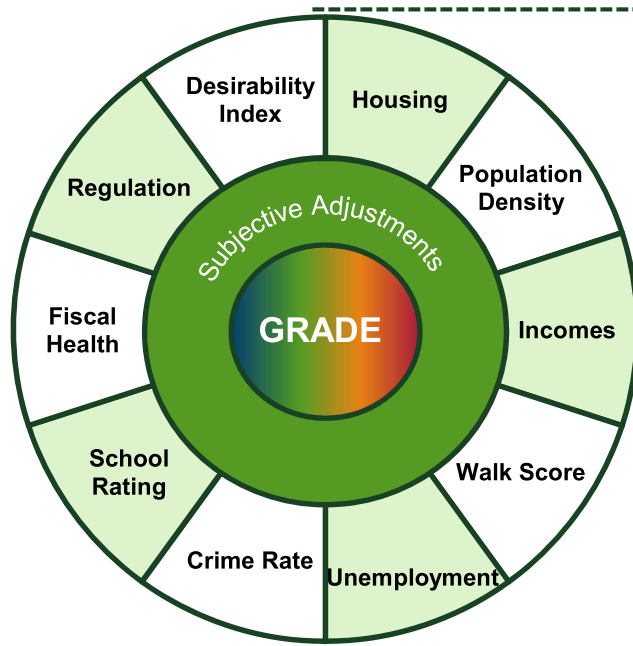 Desirability
Index
Housing
Population
Density
Incomes
Walk Score
Unemployment
Crime Rate
School
Rating
Fiscal
Health
Regulation
Subjective Adjustments
GRADE